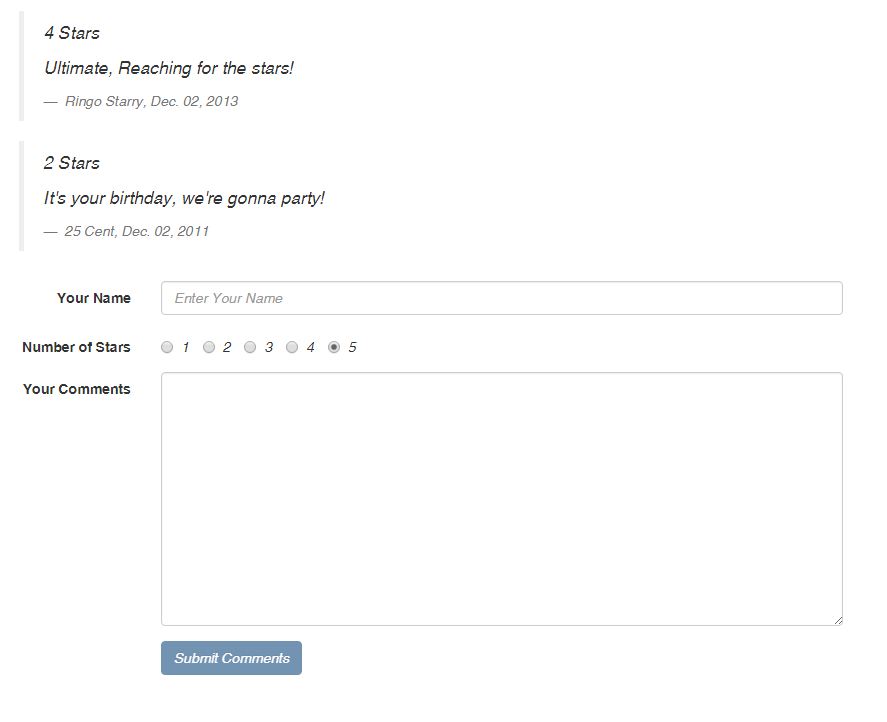 4 Stars
Ultimate, Reaching for the stars!
— Ringo Starry, Dec. 02, 2013
2 Stars
It's your birthday, we're gonna party!
— 25 Cent, Dec. 02, 2011
Your Name Enter Your Name
Number of Stars 1 2 3 4 5
Your Comments
Submit Comments